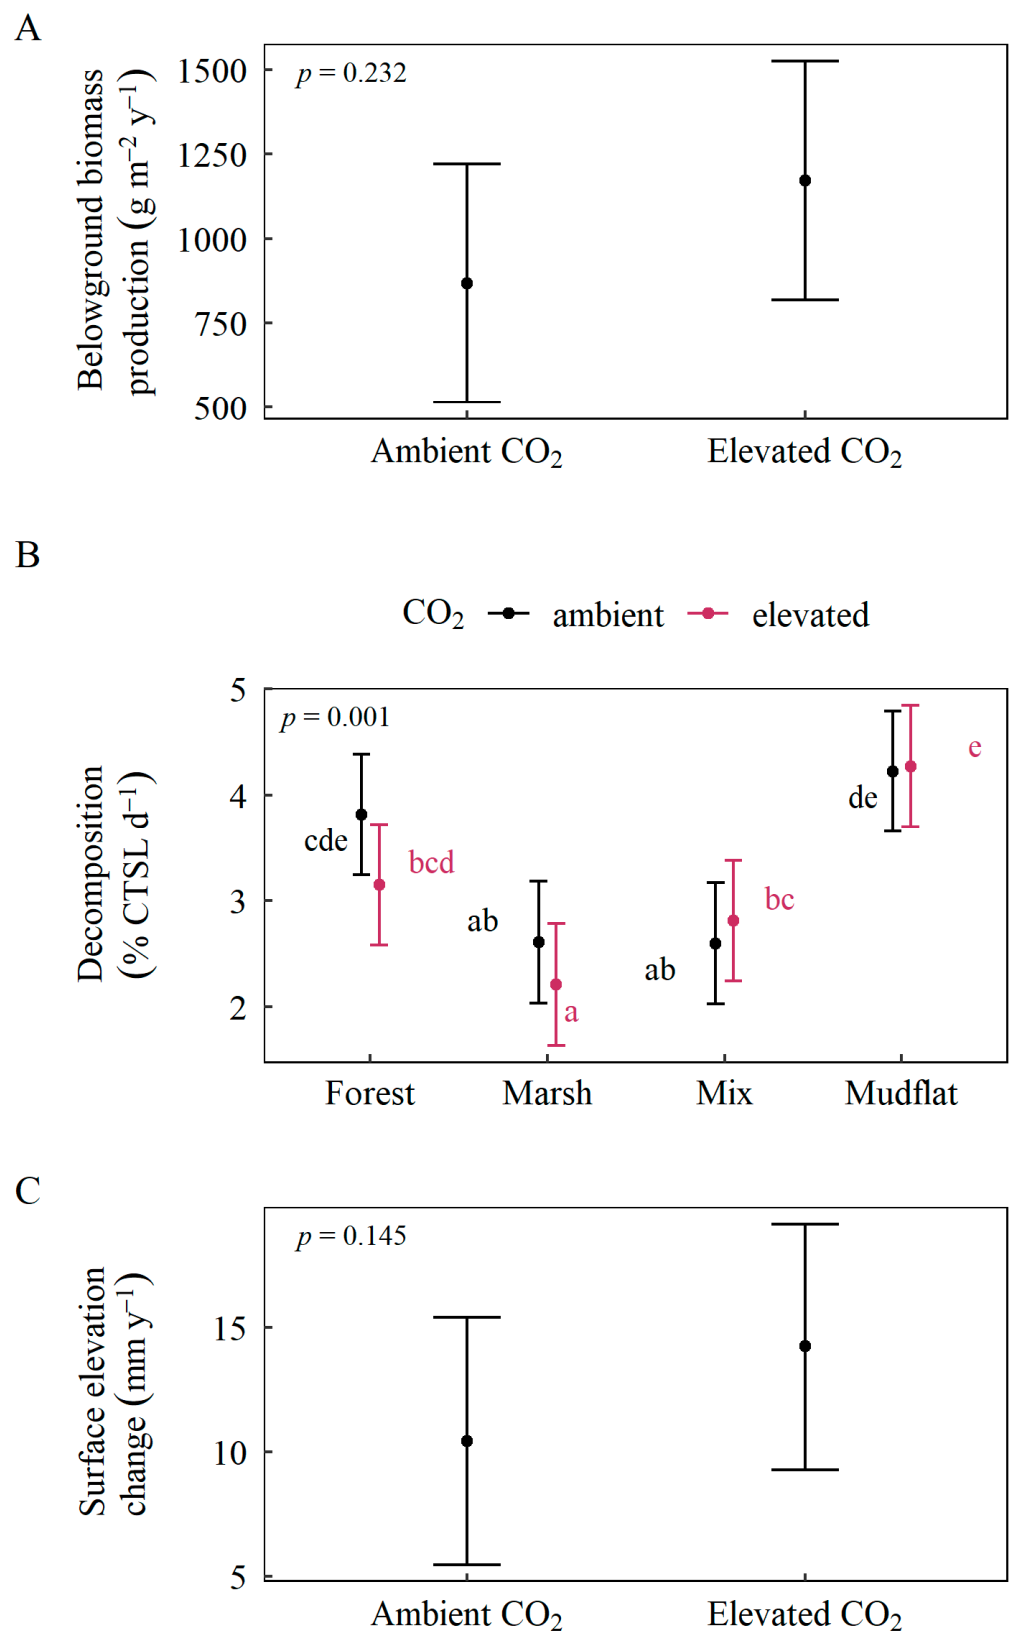 A
Belowground biomass
production (g m⁻² y⁻¹)
1500
1250
1000
750
500
p = 0.232
Ambient CO₂
Elevated CO₂
B
CO₂ ambient elevated
Decomposition
(% CTSL d⁻¹)
5
4
3
2
p = 0.001
cde
bcd
ab
a
ab
bc
de
e
Forest
Marsh
Mix
Mudflat
C
Surface elevation
change (mm y⁻¹)
15
10
5
p = 0.145
Ambient CO₂
Elevated CO₂